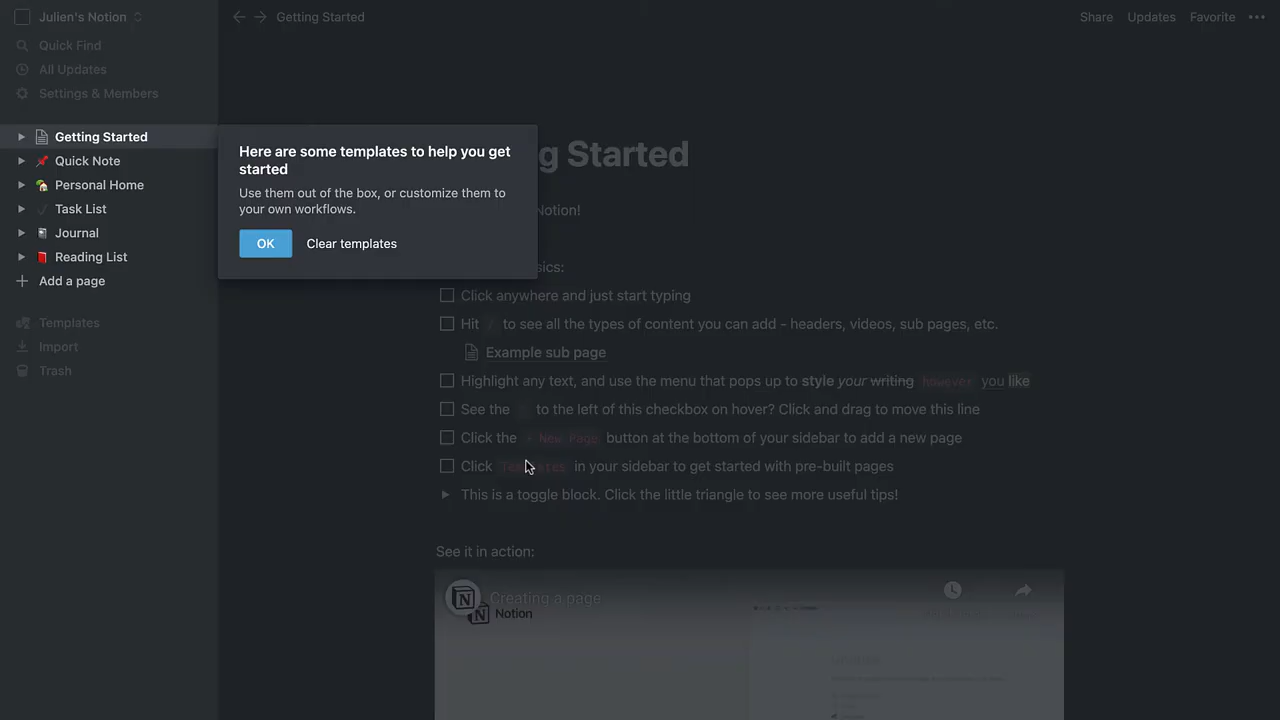 Julien's Notion
Getting Started
Share Updates Favorite
Quick Find
All Updates
Settings & Members
Getting Started
Quick Note
Personal Home
Task List
Journal
Reading List
Add a page
Templates
Import
Trash
Here are some templates to help you get
started
Use them out of the box, or customize them to
your own workflows.
OK Clear templates
g Started
Notion!
sics:
Click anywhere and just start typing
Hit / to see all the types of content you can add – headers, videos, sub pages, etc.
Example sub page
Highlight any text, and use the menu that pops up to style your writing however you like
See the to the left of this checkbox on hover? Click and drag to move this line
Click the + New Page button at the bottom of your sidebar to add a new page
Click Templates in your sidebar to get started with pre-built pages
This is a toggle block. Click the little triangle to see more useful tips!
See it in action:
Creating a page
Notion